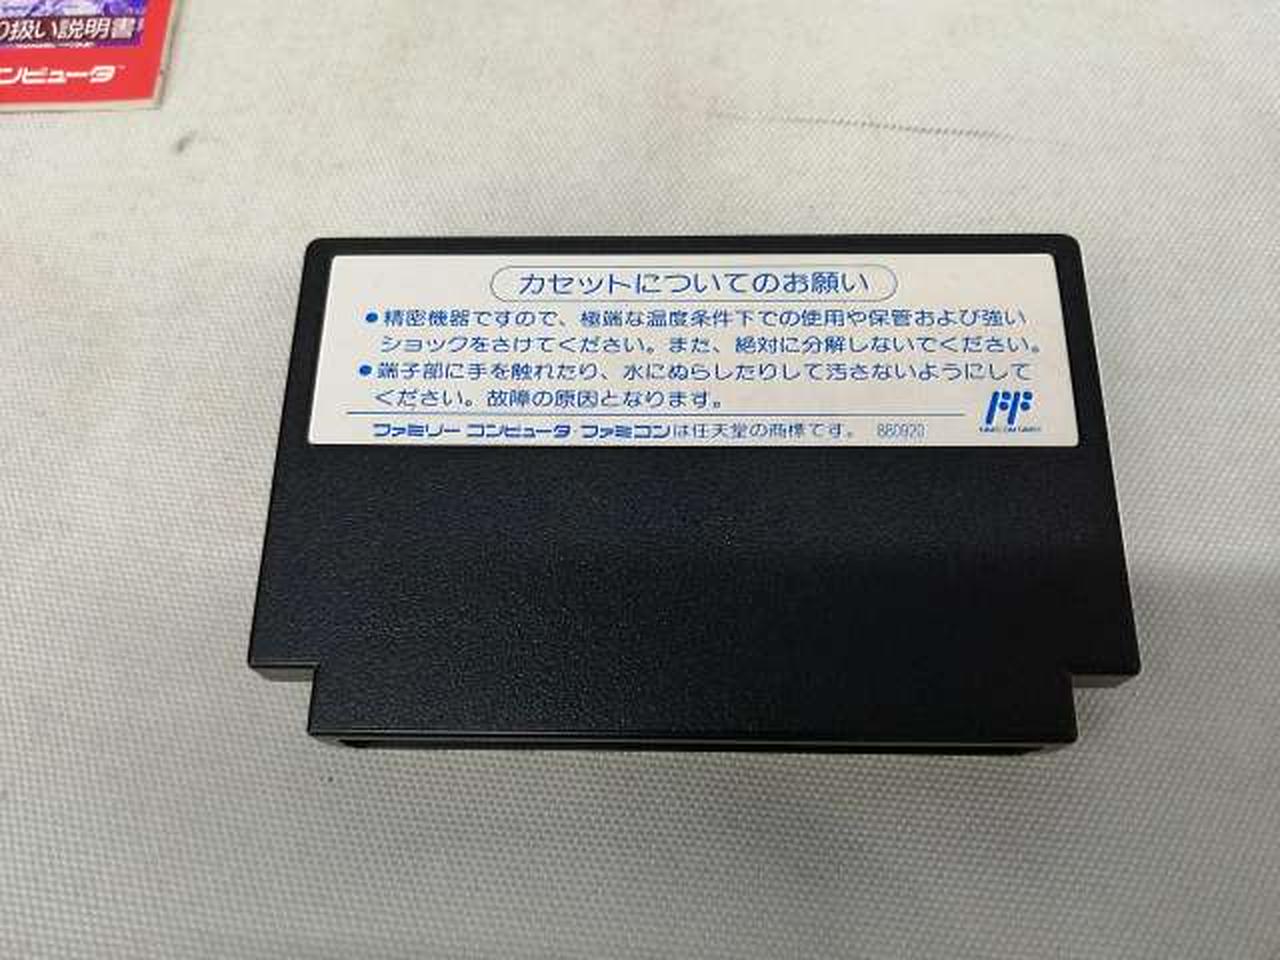 り扱い説明書
ンピュータ™
カセットについてのお願い
●精密機器ですので、極端な温度条件下での使用や保管および強い
ショックをさけてください。また、絶対に分解しないでください。
●端子部に手を触れたり、水にぬらしたりして汚さないようにして
ください。故障の原因となります。
ファミリーコンピュータ・ファミコンは任天堂の商標です。 880920